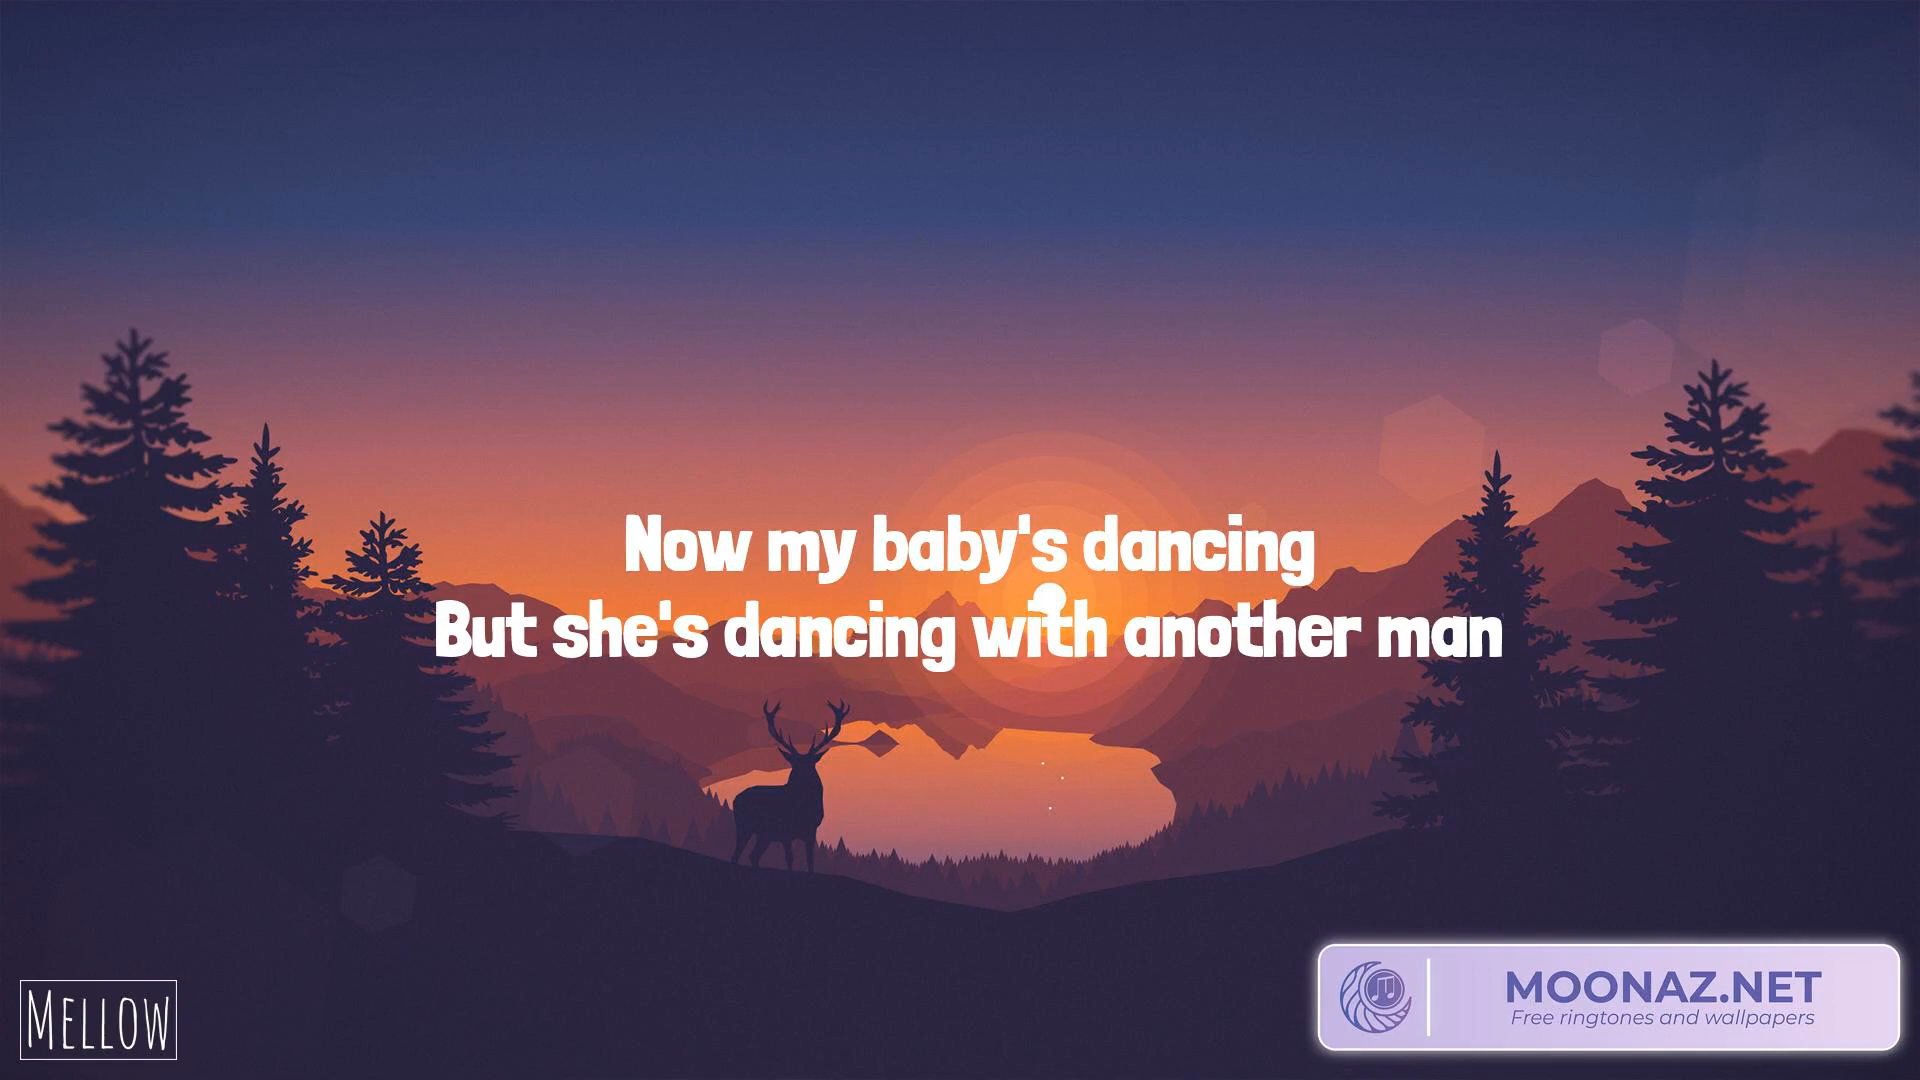 Now my baby's dancing
But she's dancing with another man
MELLOW
MOONAZ.NET
Free ringtones and wallpapers